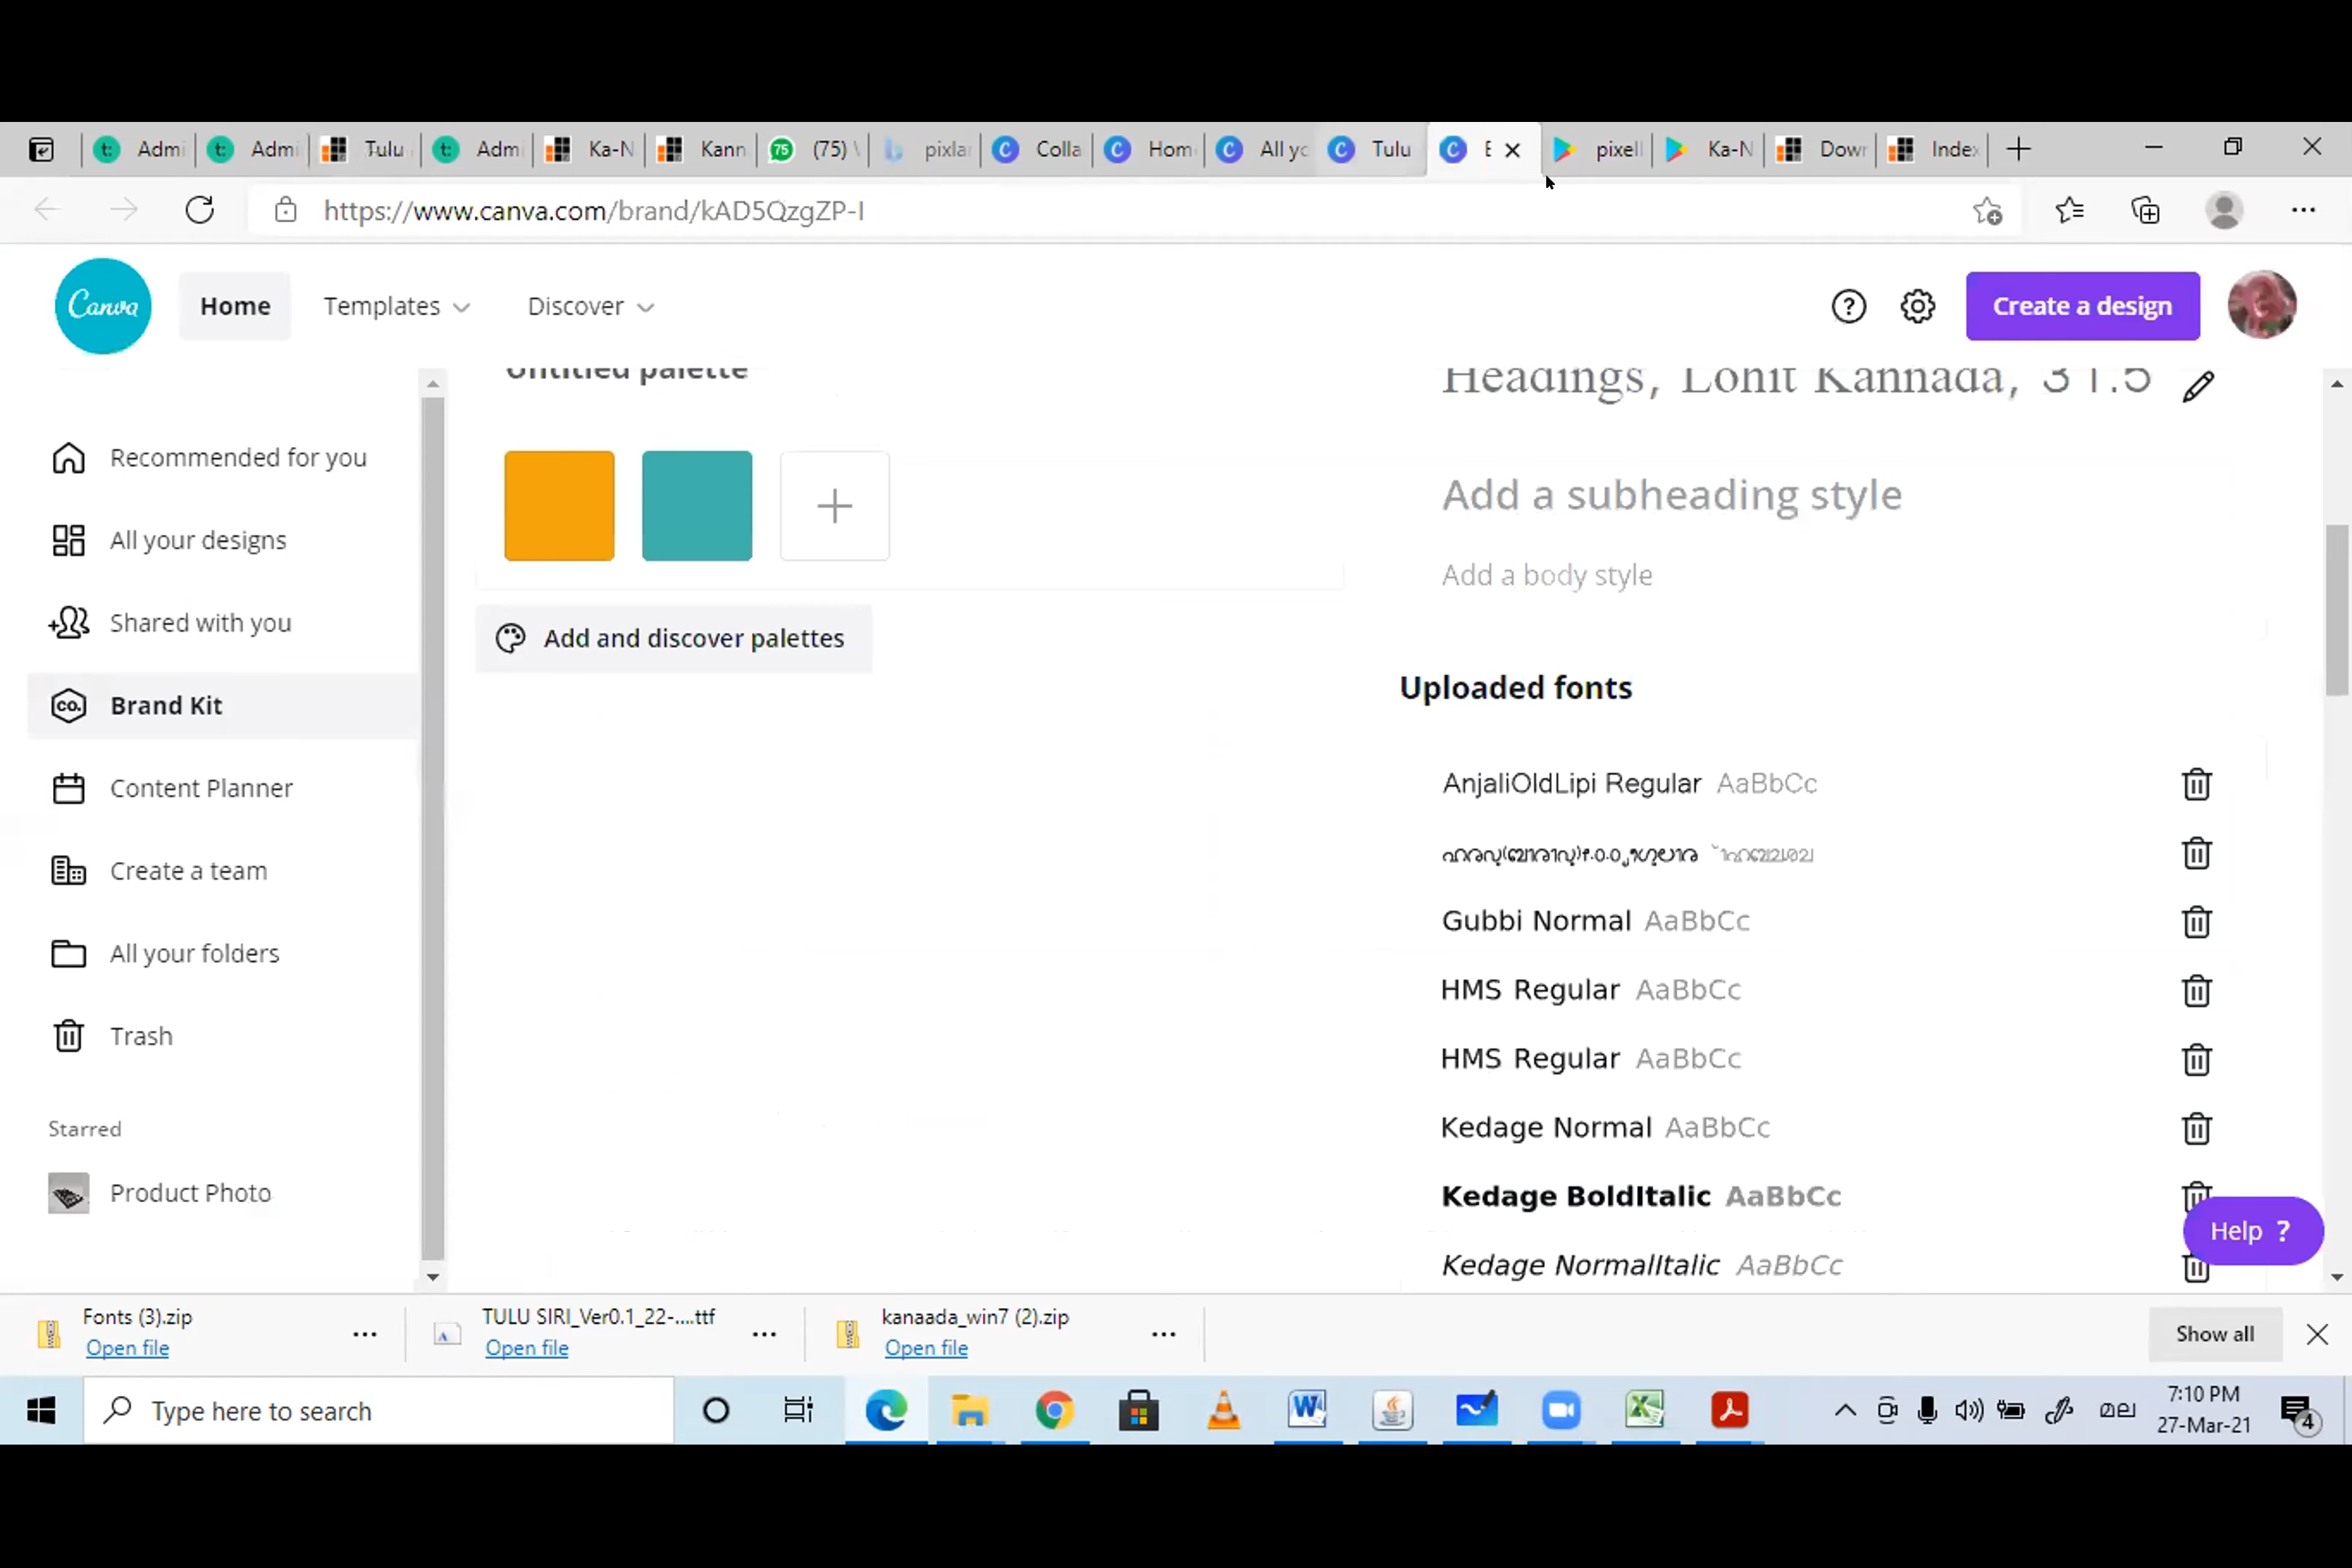 Admi Admi Tulu Admi Ka-N Kann (75) pixlar Colla Hom All yc Tulu pixell Ka-N Dowr Index
https://www.canva.com/brand/kAD5QzgZP-I
Canva Home Templates Discover Create a design
Untitled palette
Headings, Lohit Kannada, 31.5
Recommended for you
Add a subheading style
All your designs
Add a body style
Shared with you
Add and discover palettes
Uploaded fonts
Brand Kit
AnjaliOldLipi Regular AaBbCc
Content Planner
Create a team
Gubbi Normal AaBbCc
All your folders
HMS Regular AaBbCc
Trash
HMS Regular AaBbCc
Starred
Kedage Normal AaBbCc
Product Photo
Kedage BoldItalic AaBbCc
Help ?
Kedage NormalItalic AaBbCc
Fonts (3).zip
Open file
TULU SIRI_Ver0.1_22-....ttf
Open file
kanaada_win7 (2).zip
Open file
Show all
Type here to search
മല
7:10 PM
27-Mar-21
4